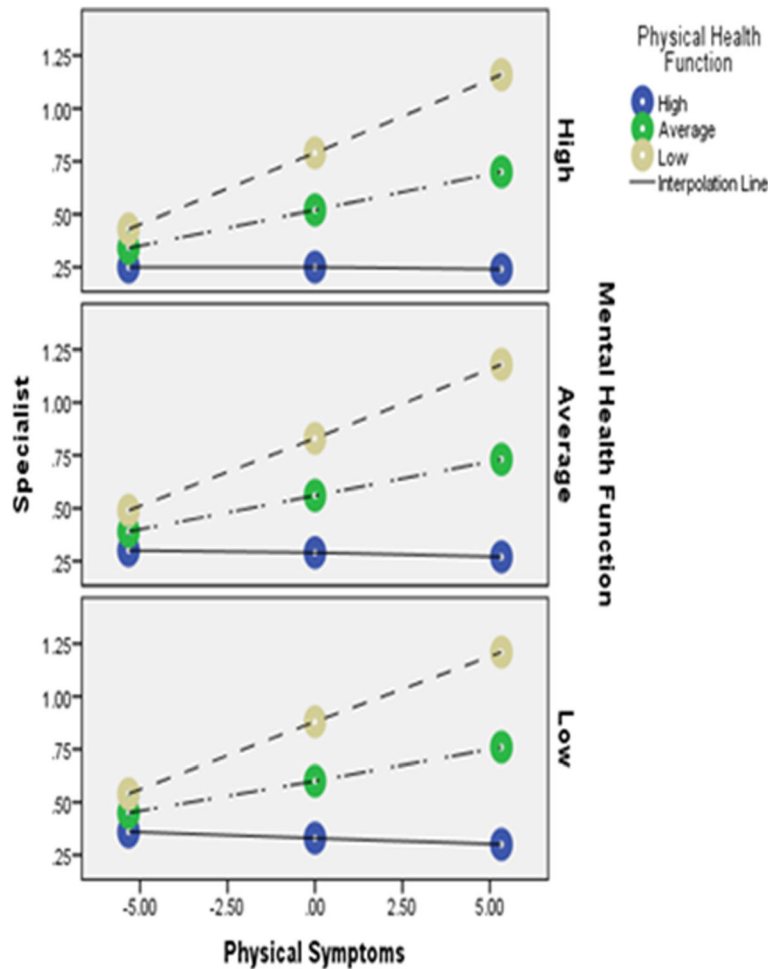 Physical Health
Function
High
Average
Low
Interpolation Line
1.25
1.00
.75
.50
.25
High
1.25
1.00
.75
.50
.25
Average
1.25
1.00
.75
.50
.25
Low
Specialist
Mental Health Function
-5.00
-2.50
.00
2.50
5.00
Physical Symptoms